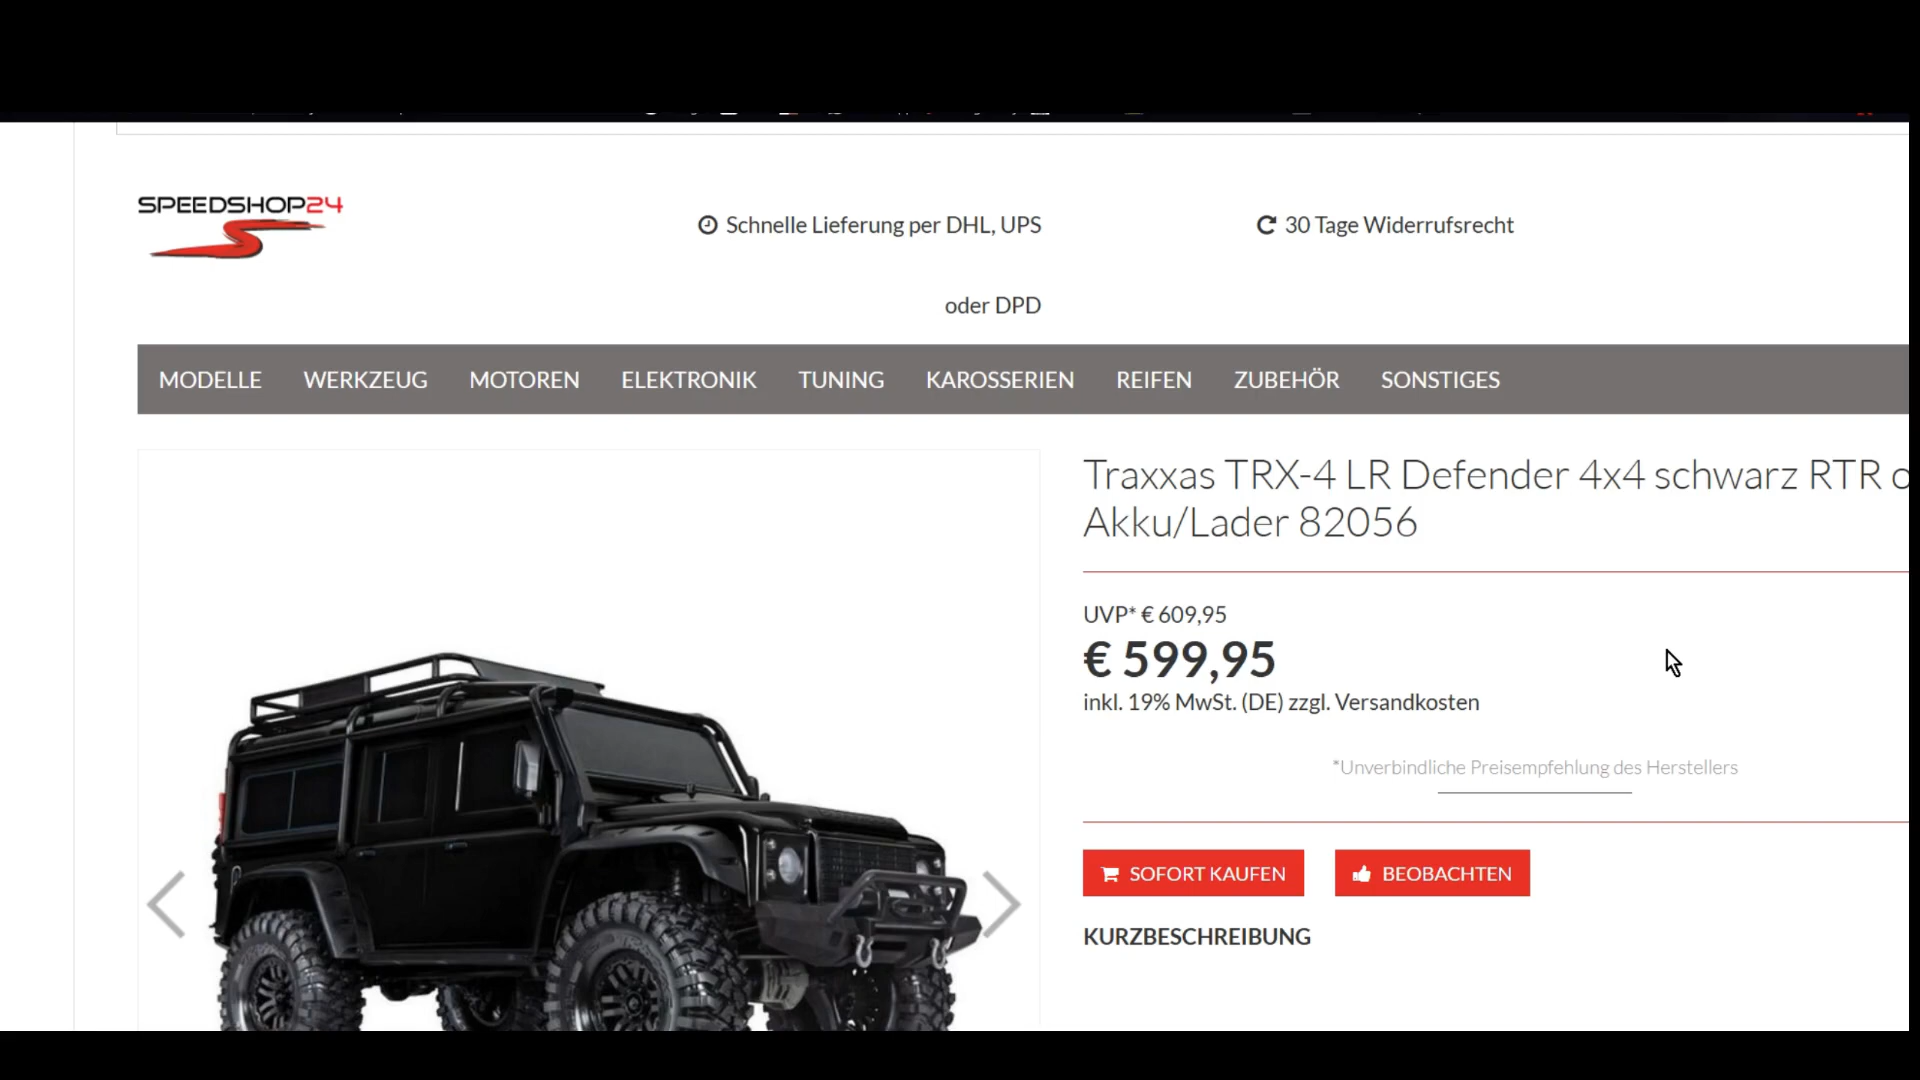 SPEEDSHOP24
Schnelle Lieferung per DHL, UPS
oder DPD
30 Tage Widerrufsrecht
MODELLE WERKZEUG MOTOREN ELEKTRONIK TUNING KAROSSERIEN REIFEN ZUBEHÖR SONSTIGES
Traxxas TRX-4 LR Defender 4x4 schwarz RTR
Akku/Lader 82056
UVP* € 609,95
€ 599,95
inkl. 19% MwSt. (DE) zzgl. Versandkosten
*Unverbindliche Preisempfehlung des Herstellers
SOFORT KAUFEN BEOBACHTEN
KURZBESCHREIBUNG